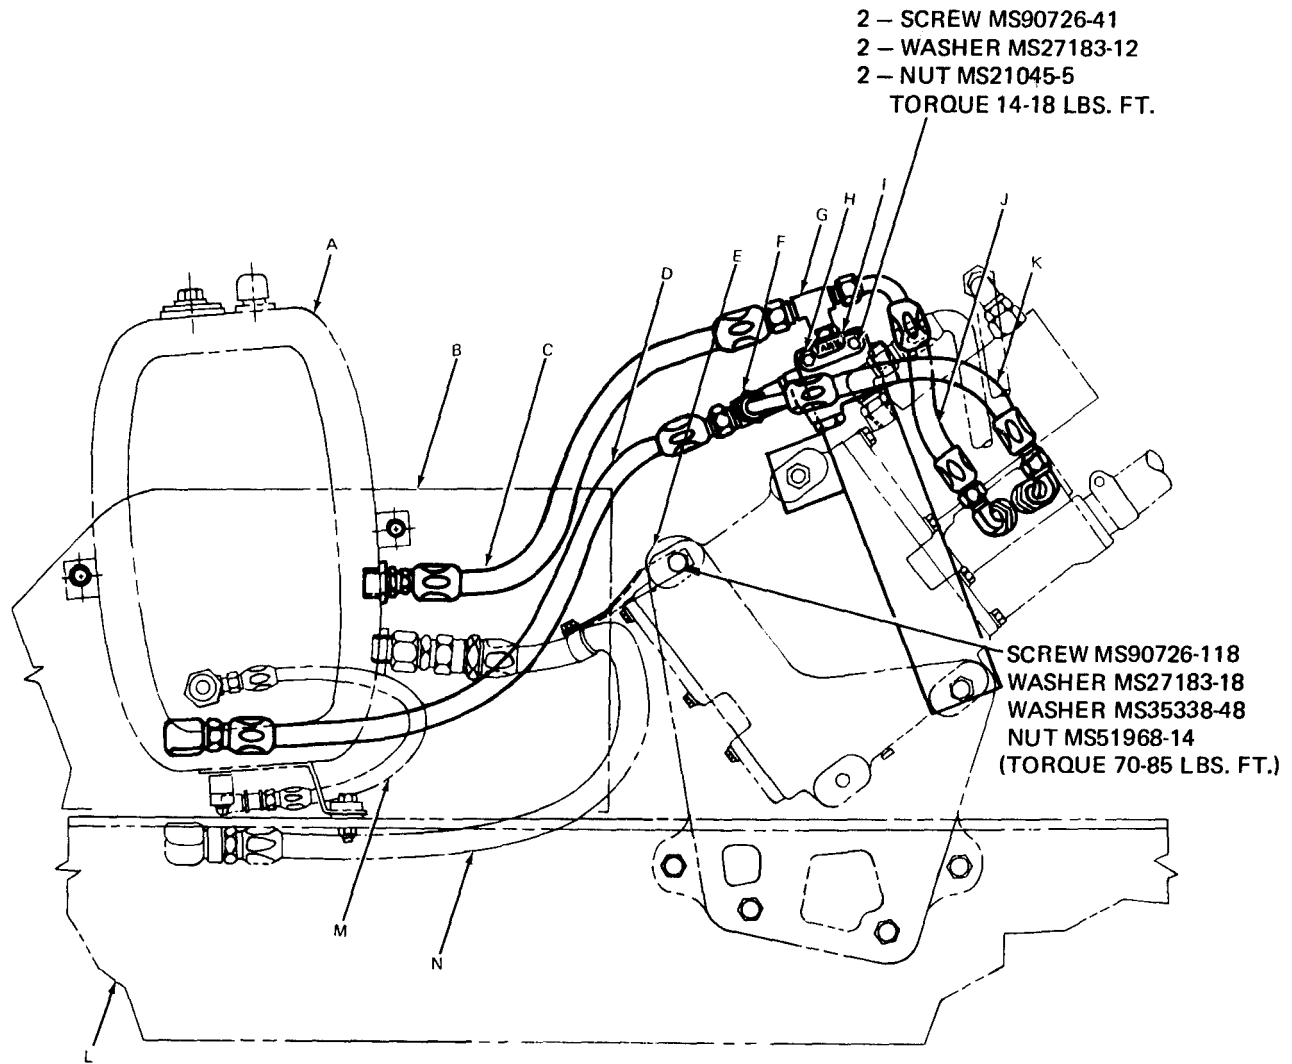 2 – SCREW MS90726-41
2 – WASHER MS27183-12
2 – NUT MS21045-5
TORQUE 14-18 LBS. FT.
A
B
C
D
E
F
G
H
I
J
K
SCREW MS90726-118
WASHER MS27183-18
WASHER MS35338-48
NUT MS51968-14
(TORQUE 70-85 LBS. FT.)
M
N
L